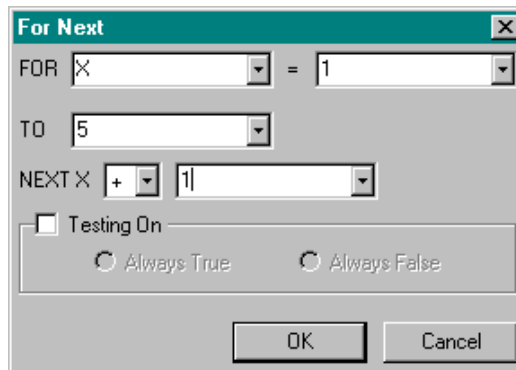 For Next
FOR X = 1
TO 5
NEXT X + 1
Testing On
Always True Always False
OK Cancel